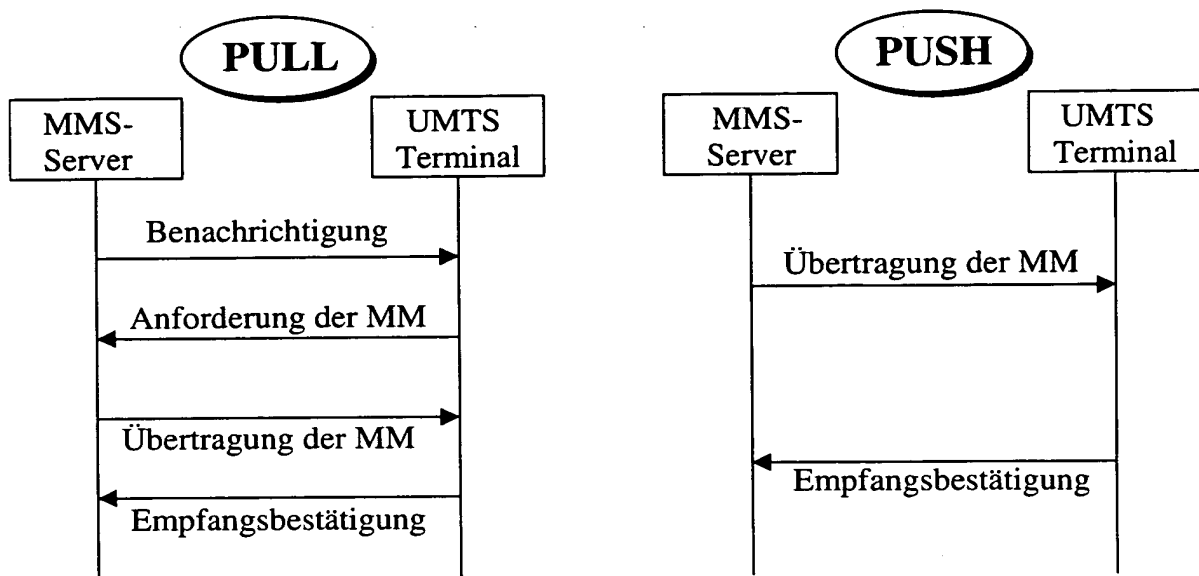 PULL
MMS-
Server
UMTS
Terminal
Benachrichtigung
Anforderung der MM
Übertragung der MM
Empfangsbestätigung
PUSH
MMS-
Server
UMTS
Terminal
Übertragung der MM
Empfangsbestätigung